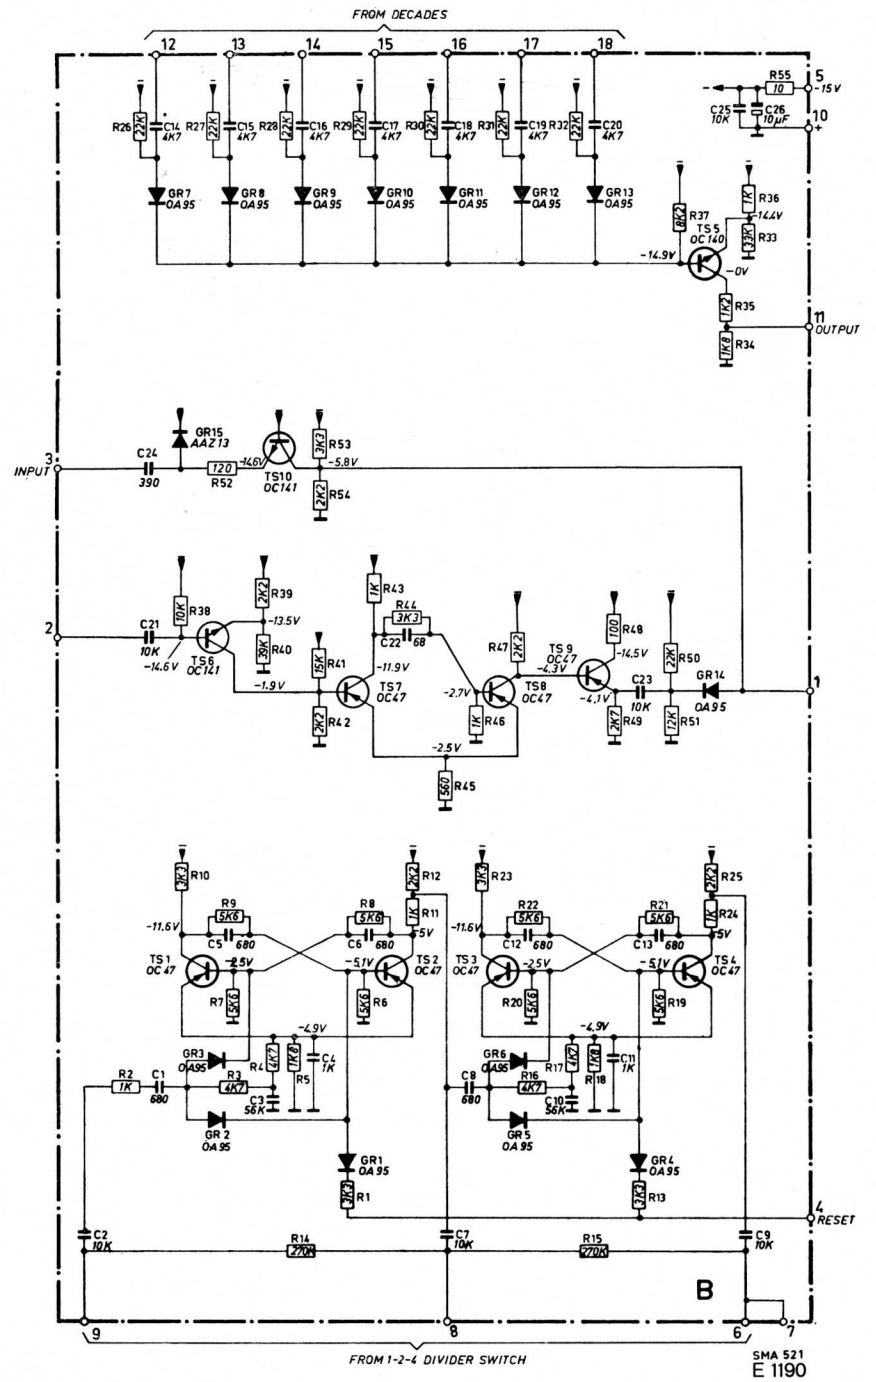 FROM DECADES
12 13 14 15 16 17 18
5
R55
10
-15V
C25
10K
C26
10µF
10
+
R26 22K C14 4K7
R27 22K C15 4K7
R28 22K C16 4K7
R29 22K C17 4K7
R30 22K C18 4K7
R31 22K C19 4K7
R32 22K C20 4K7
GR7 OA95
GR8 OA95
GR9 OA95
GR10 OA95
GR11 OA95
GR12 OA95
GR13 OA95
R37
8K2
R36
1K
-14.4V
TS5
OC140
R33
33K
-14.9V
-0V
R35
1K2
11
OUTPUT
R34
1K8
GR15
AAZ13
R53
3K3
3
INPUT
C24
390
120
R52
-14.6V
TS10
OC141
-5.8V
R54
2K2
R38
10K
R39
2K2
R43
1K
R44
3K3
C22
68
R47
2K2
TS9
OC47
R48
100
2
C21
10K
-14.6V
TS6
OC141
-13.5V
R40
39K
R41
15K
-11.9V
-14.5V
R50
22K
GR14
OA95
-1.9V
TS7
OC47
-2.7V
TS8
OC47
-4.3V
C23
10K
1
R42
2K2
R46
1K
-4.1V
R49
2K7
R51
12K
-2.5V
R45
560
R10
3K3
R12
2K2
R23
3K3
R25
2K2
R9
5K6
R8
5K6
R11
1K
R22
5K6
R21
5K6
R24
1K
-11.6V
C5
680
C6
680
-5V
-11.6V
C12
680
C13
680
-5V
TS1
OC47
-2.5V
-5.1V
TS2
OC47
TS3
OC47
-2.5V
-5.1V
TS4
OC47
R7
5K6
R6
5K6
R20
5K6
R19
5K6
-4.9V
-4.9V
GR3
OA95
R4
4K7
R5
1K8
C4
1K
GR6
OA95
R17
4K7
R18
1K8
C11
1K
R2
1K
C1
680
R3
4K7
C3
56K
C8
680
R16
4K7
C10
56K
GR2
OA95
GR5
OA95
GR1
OA95
GR4
OA95
R1
3K3
R13
3K3
4
RESET
C2
10K
R14
270K
C7
10K
R15
270K
C9
10K
B
9 8 6 7
FROM 1-2-4 DIVIDER SWITCH
SMA 521
E 1190